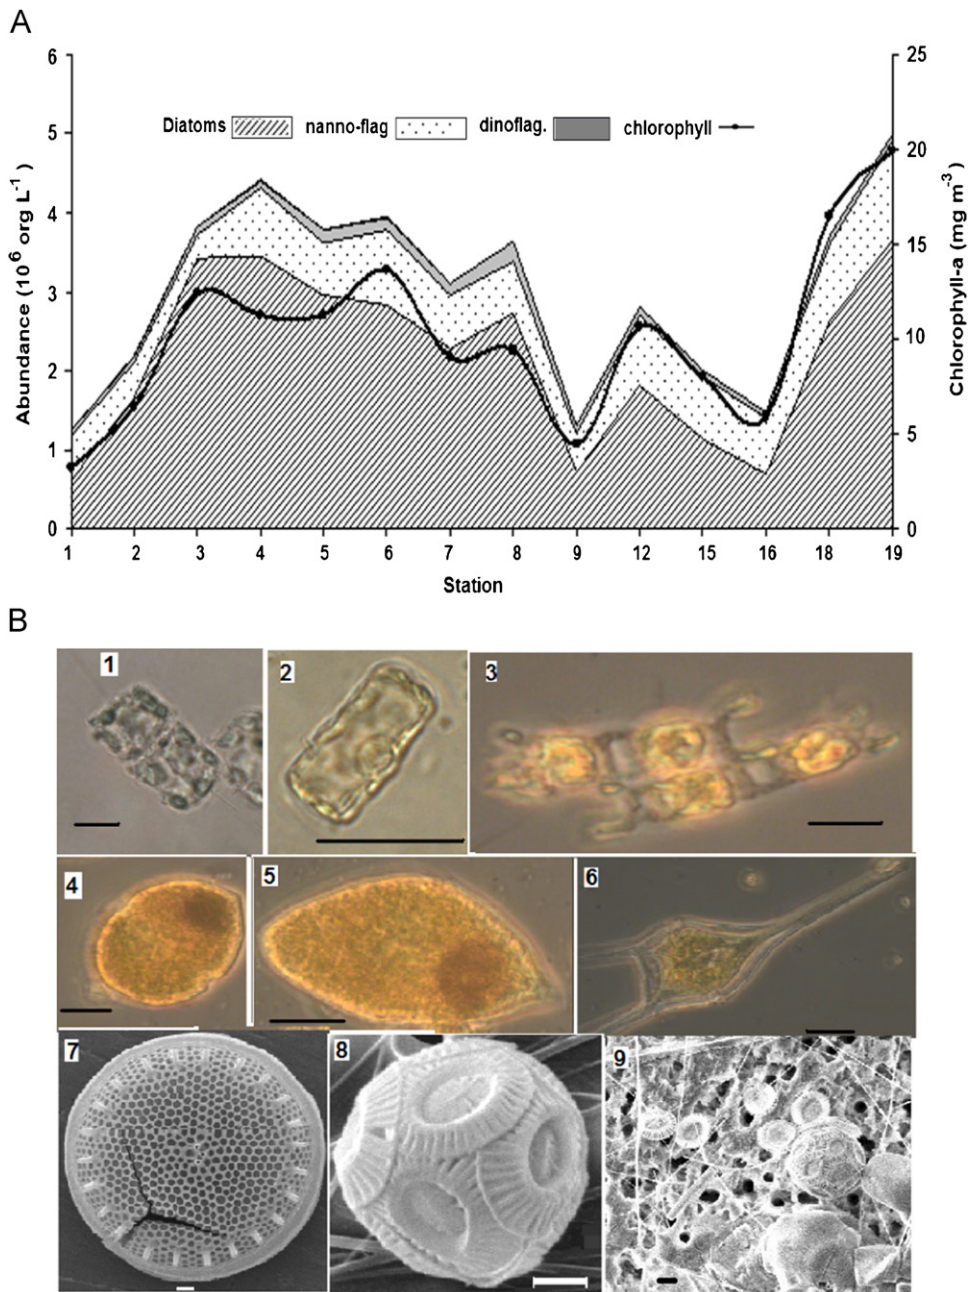 A
6
5
4
3
2
1
0
Abundance (10⁶ org L⁻¹)
Diatoms nanno-flag dinoflag. chlorophyll
25
20
15
10
5
0
Chlorophyll-a (mg m⁻³)
1 2 3 4 5 6 7 8 9 12 15 16 18 19
Station
B
1 2 3
4 5 6
7 8 9